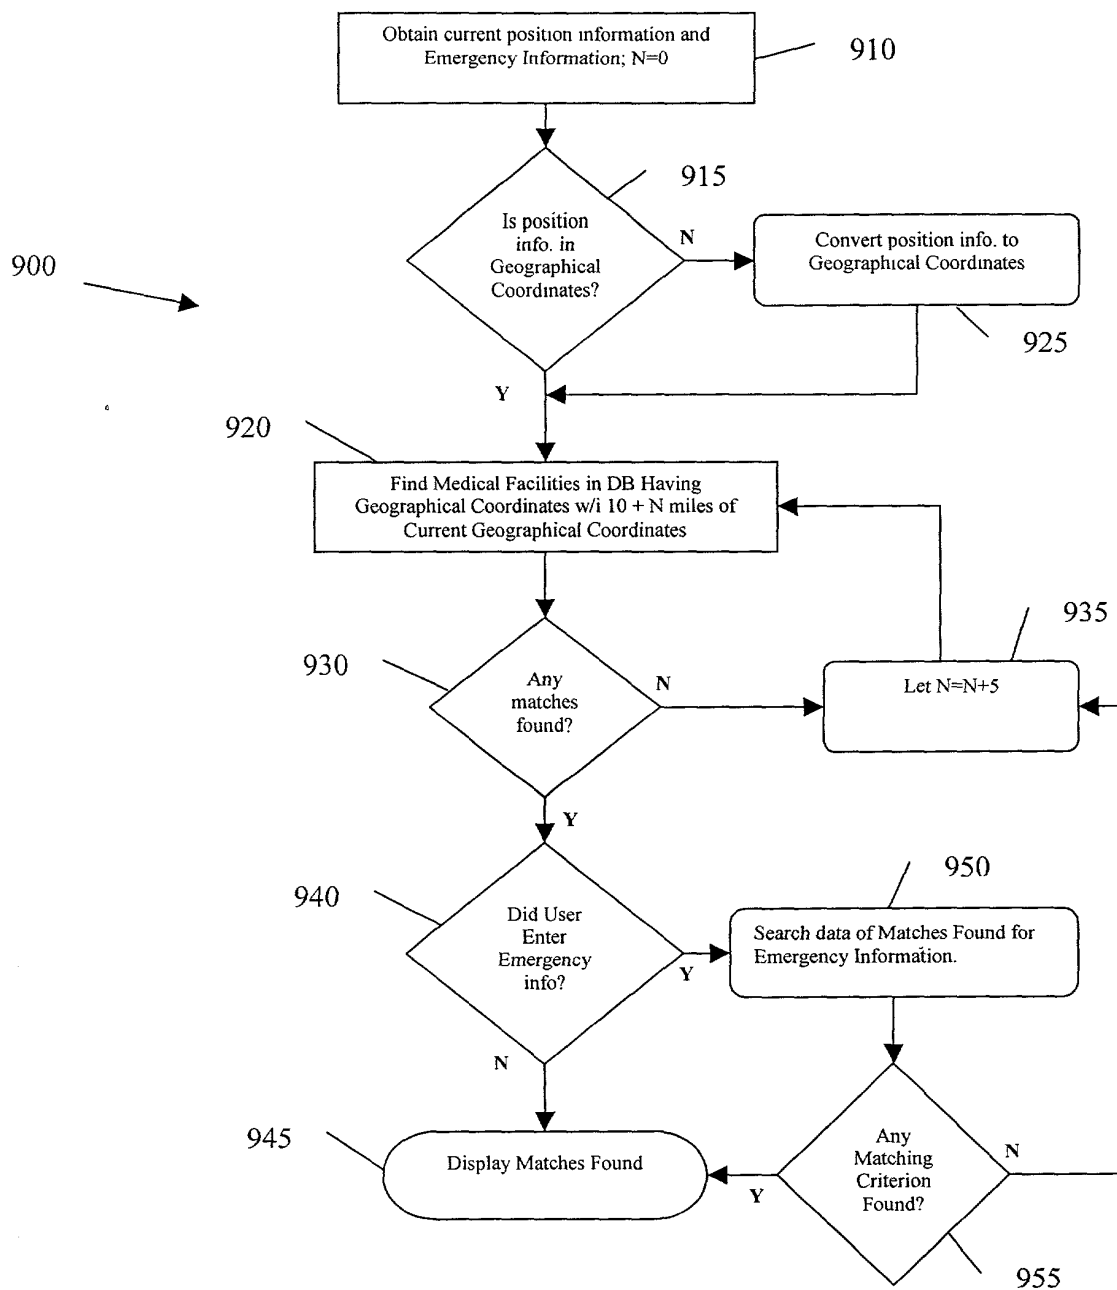 Obtain current position information and
Emergency Information; N=0
910
915
Is position
info. in
Geographical
Coordinates?
N
Convert position info. to
Geographical Coordinates
900
925
Y
920
Find Medical Facilities in DB Having
Geographical Coordinates w/i 10 + N miles of
Current Geographical Coordinates
935
930
Any
matches
found?
N
Let N=N+5
Y
950
940
Did User
Enter
Emergency
info?
Y
Search data of Matches Found for
Emergency Information.
N
945
Display Matches Found
Any
Matching
Criterion
Found?
N
Y
955